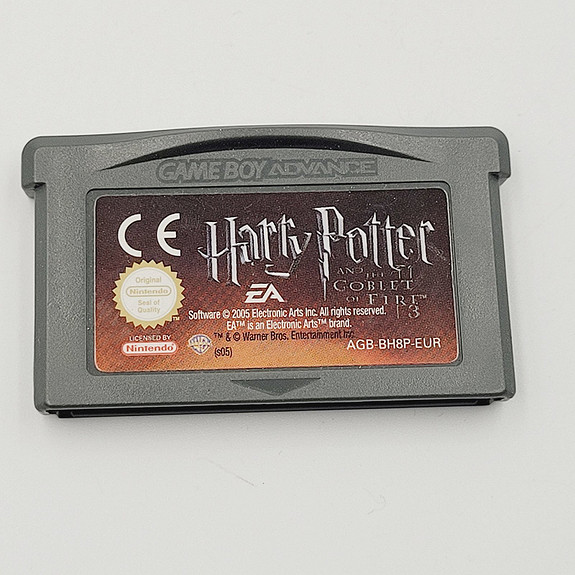 GAME BOY ADVANCE
CE
Harry Potter
AND THE
GOBLET
OF FIRE™
EA
Original
Nintendo
Seal of
Quality
™
Software © 2005 Electronic Arts Inc. All rights reserved.
EA™ is an Electronic Arts™ brand.
™ & © Warner Bros. Entertainment Inc.
(s05)
LICENSED BY
Nintendo
AGB-BH8P-EUR